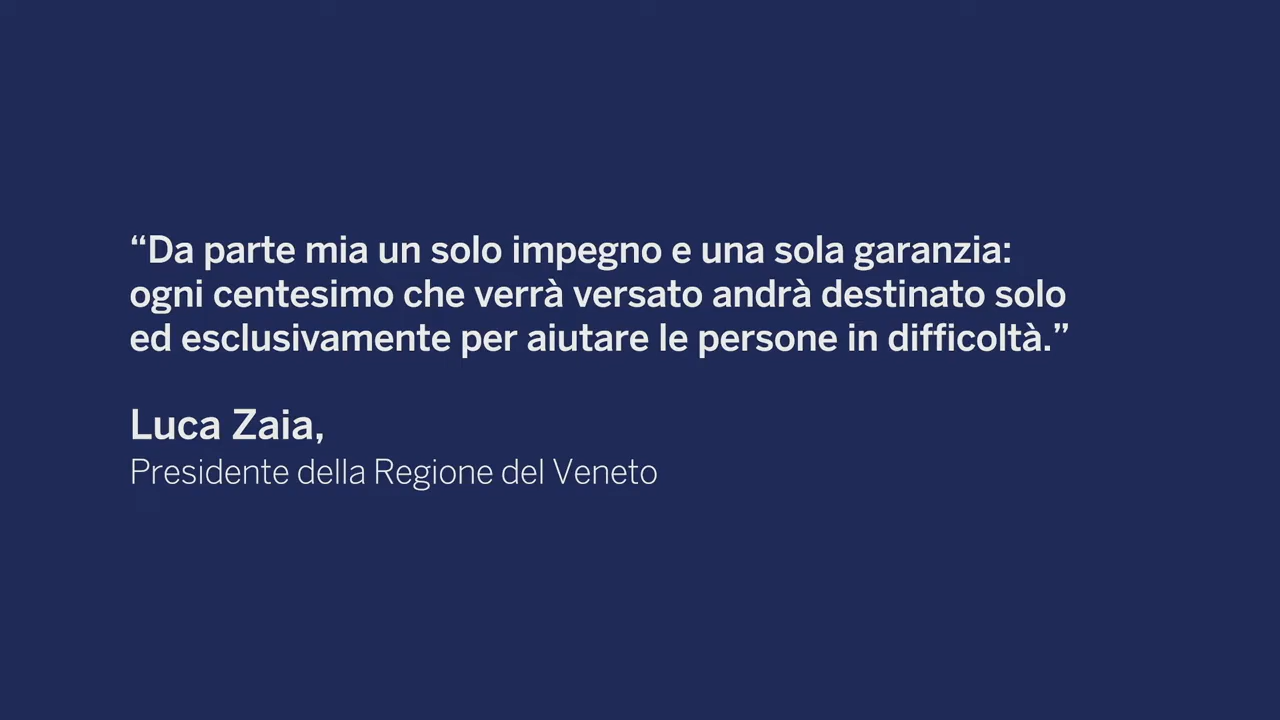 “Da parte mia un solo impegno e una sola garanzia:
ogni centesimo che verrà versato andrà destinato solo
ed esclusivamente per aiutare le persone in difficoltà.”
Luca Zaia,
Presidente della Regione del Veneto